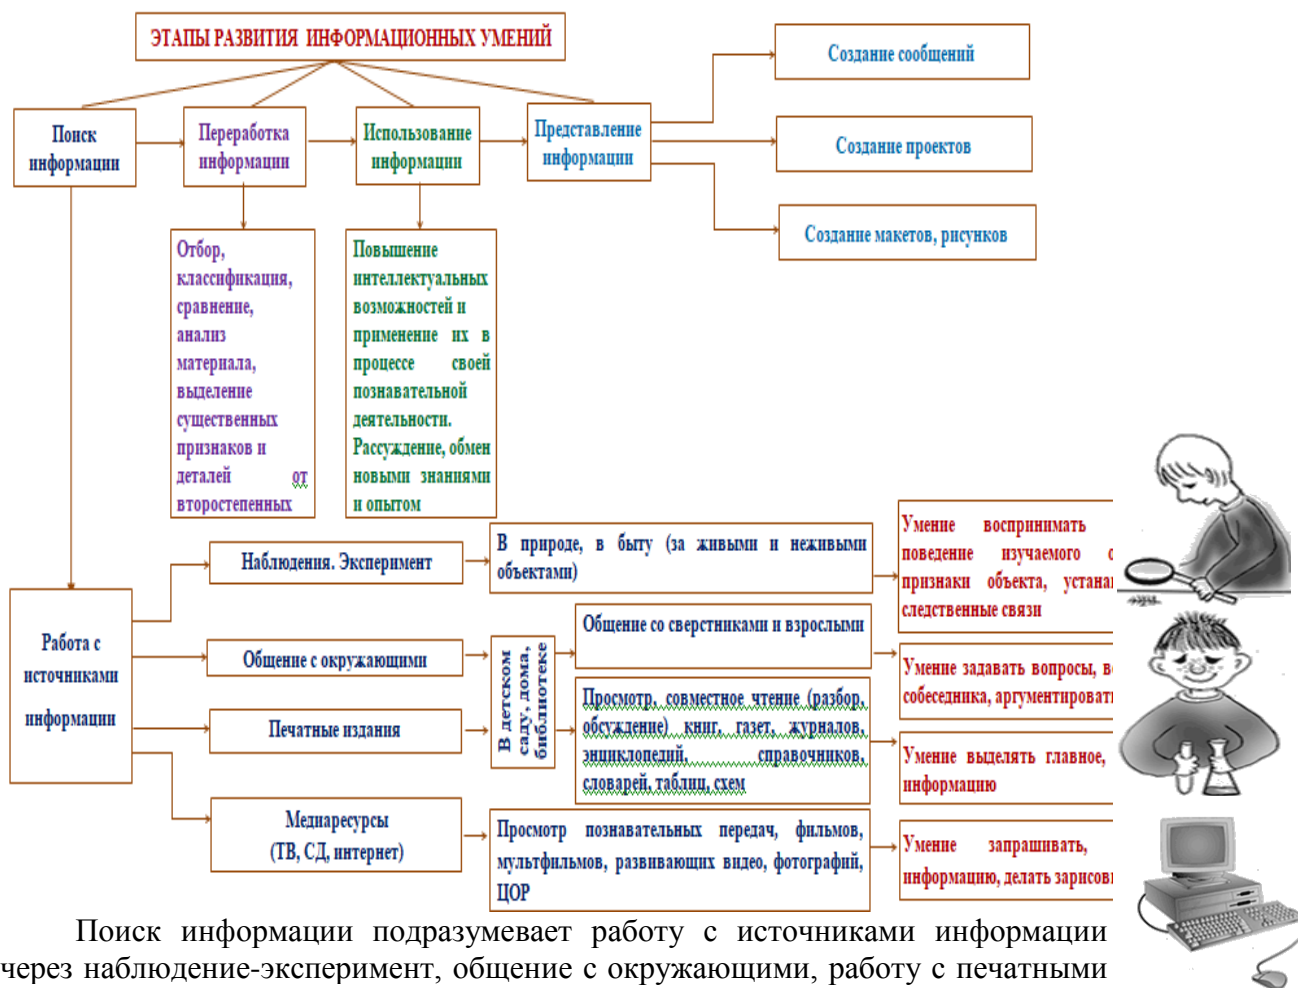 ЭТАПЫ РАЗВИТИЯ ИНФОРМАЦИОННЫХ УМЕНИЙ
Поиск
информации
Переработка
информации
Использование
информации
Представление
информации
Создание сообщений
Создание проектов
Создание макетов, рисунков
Отбор,
классификация,
сравнение,
анализ
материала,
выделение
существенных
признаков и
деталей от
второстепенных
Повышение
интеллектуальных
возможностей и
применение их в
процессе своей
познавательной
деятельности.
Рассуждение, обмен
новыми знаниями
и опытом
Работа с
источниками
информации
Наблюдения. Эксперимент
В природе, в быту (за живыми и неживыми
объектами)
Умение воспринимать
поведение изучаемого
признаки объекта,
следственные связи
Общение с окружающими
В детском
саду, дома,
библиотеке
Общение со сверстниками и взрослыми
Умение задавать вопросы,
собеседника,
Печатные издания
Просмотр, совместное чтение (разбор,
обсуждение) книг, газет, журналов,
энциклопедий, справочников,
словарей, таблиц, схем
Умение выделять главное,
информацию
Медиаресурсы
(ТВ, СД, интернет)
Просмотр познавательных передач, фильмов,
мультфильмов, развивающих видео, фотографий,
ЦОР
Умение запрашивать,
информацию, делать
Поиск информации подразумевает работу с источниками информации
через наблюдение-эксперимент, общение с окружающими, работу с печатными